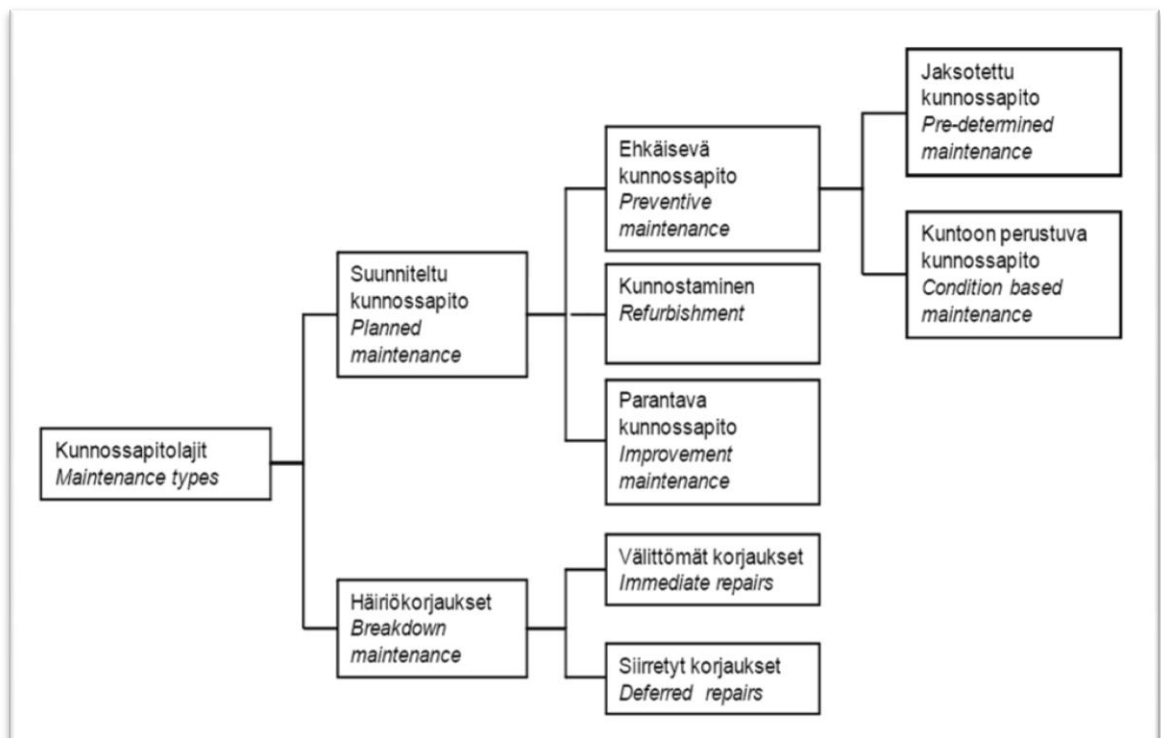 Kunnossapitolajit
Maintenance types
Suunniteltu
kunnossapito
Planned
maintenance
Ehkäisevä
kunnossapito
Preventive
maintenance
Jaksotettu
kunnossapito
Pre-determined
maintenance
Kuntoon perustuva
kunnossapito
Condition based
maintenance
Kunnostaminen
Refurbishment
Parantava
kunnossapito
Improvement
maintenance
Häiriökorjaukset
Breakdown
maintenance
Välittömät korjaukset
Immediate repairs
Siirretyt korjaukset
Deferred repairs